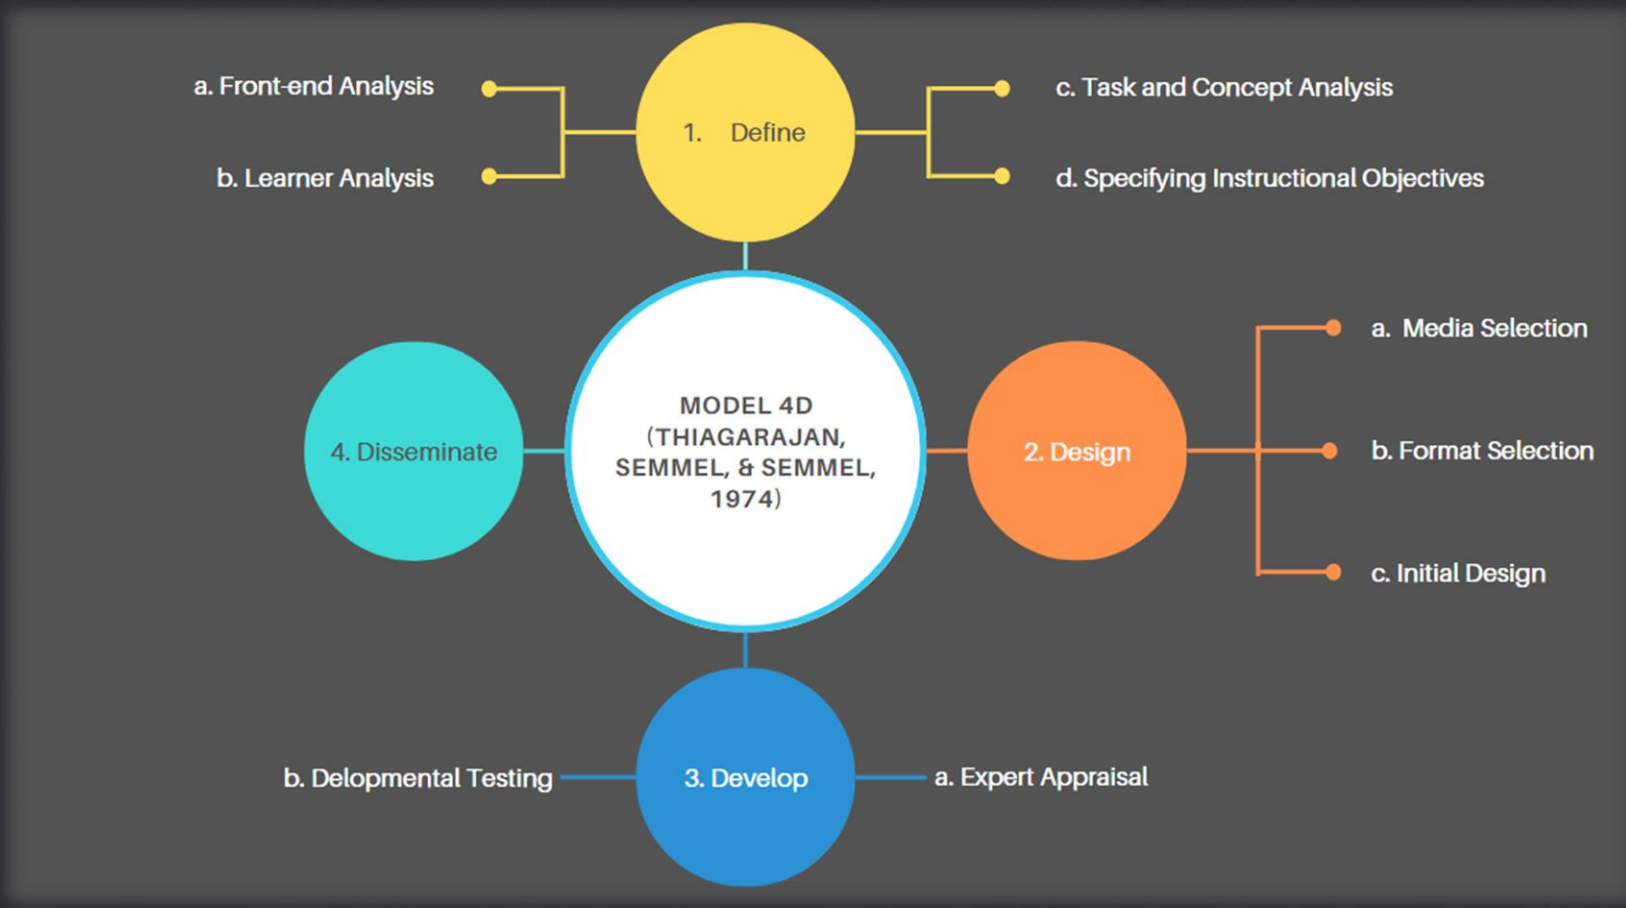 a. Front-end Analysis
b. Learner Analysis
1. Define
c. Task and Concept Analysis
d. Specifying Instructional Objectives
MODEL 4D
(THIAGARAJAN,
SEMMEL, & SEMMEL,
1974)
2. Design
a. Media Selection
b. Format Selection
c. Initial Design
3. Develop
a. Expert Appraisal
b. Delopmental Testing
4. Disseminate